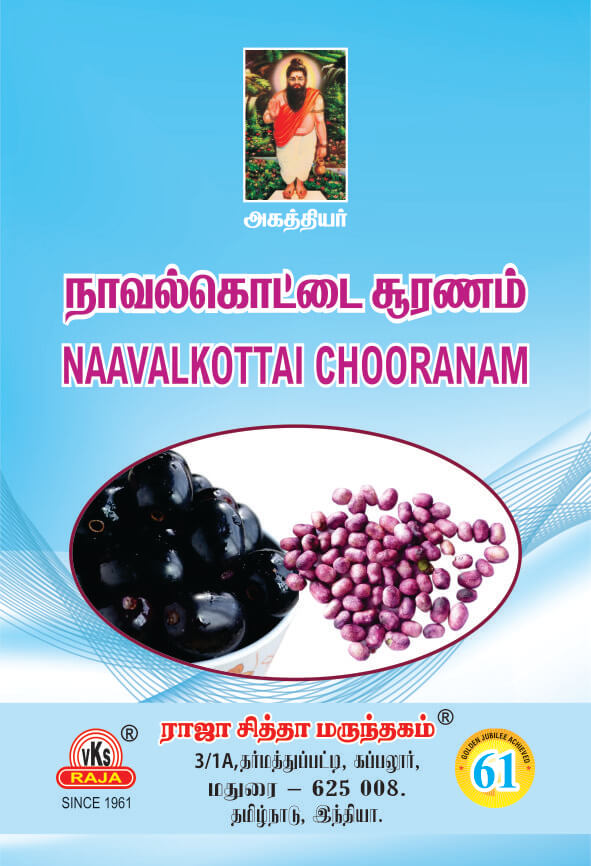 அகத்தியர்
நாவல்கொட்டை சூரணம்
NAAVALKOTTAI CHOORANAM
ராஜா சித்தா மருந்தகம்®
3/1A,தர்மத்துப்பட்டி, கப்பலூர்,
மதுரை – 625 008.
தமிழ்நாடு, இந்தியா.
VKS ®
RAJA
SINCE 1961
GOLDEN JUBILEE ACHIEVED
61